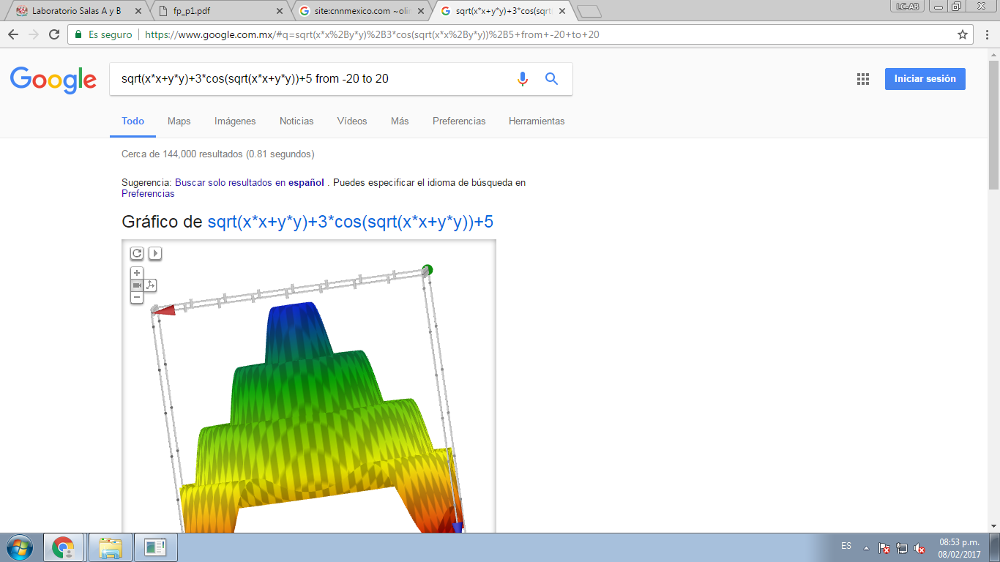 Laboratorio Salas A y B
fp_p1.pdf
site:cnnmexico.com ~olim
sqrt(x*x+y*y)+3*cos(sqrt
LC-AB
Es seguro
https://www.google.com.mx/#q=sqrt(x*x%2By*y)%2B3*cos(sqrt(x*x%2By*y))%2B5+from+-20+to+20
Google
sqrt(x*x+y*y)+3*cos(sqrt(x*x+y*y))+5 from -20 to 20
Iniciar sesión
Todo
Maps
Imágenes
Noticias
Vídeos
Más
Preferencias
Herramientas
Cerca de 144,000 resultados (0.81 segundos)
Sugerencia: Buscar solo resultados en español . Puedes especificar el idioma de búsqueda en
Preferencias
Gráfico de sqrt(x*x+y*y)+3*cos(sqrt(x*x+y*y))+5
ES
08:53 p.m.
08/02/2017